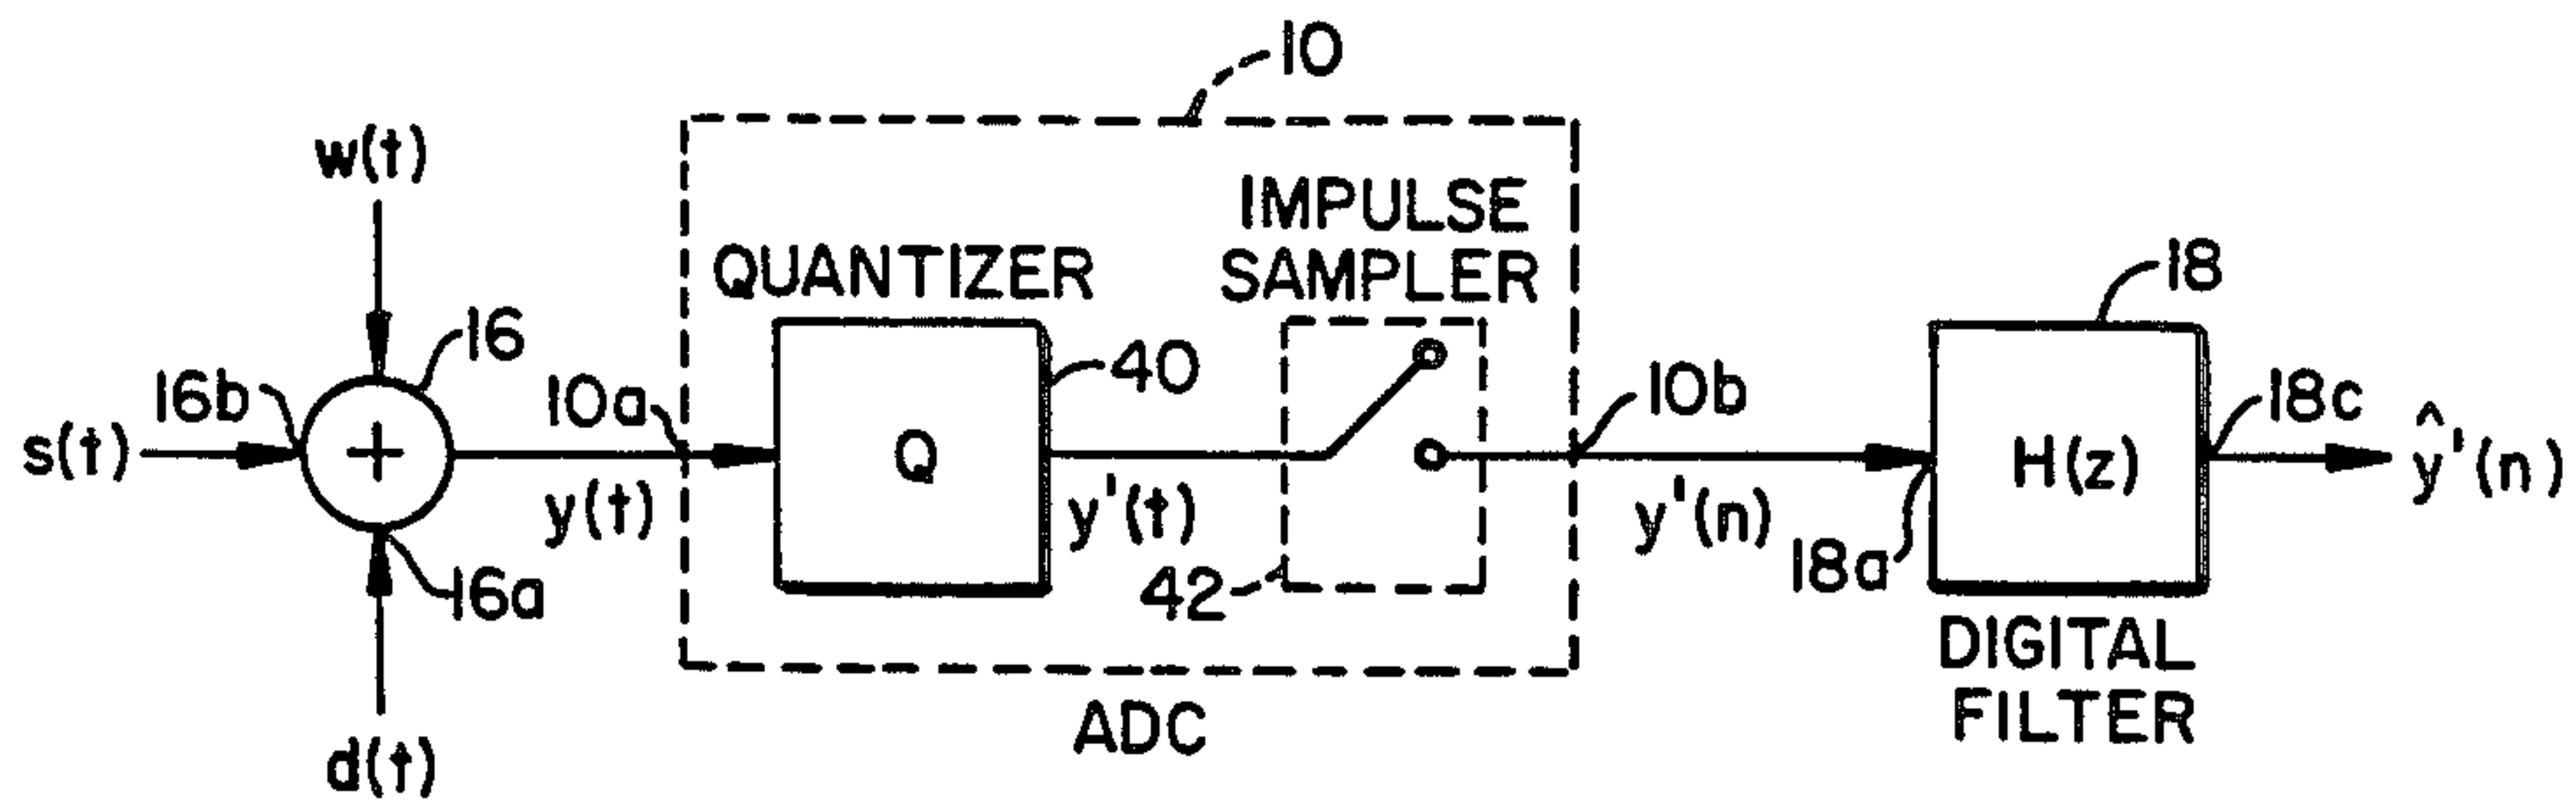 10
w(t)
IMPULSE
SAMPLER
QUANTIZER
18
16
40
16b
10a
10b
18c
s(t)
+
Q
H(z)
ŷ'(n)
y(t)
y'(t)
y'(n)
18a
16a
42
DIGITAL
FILTER
ADC
d(t)